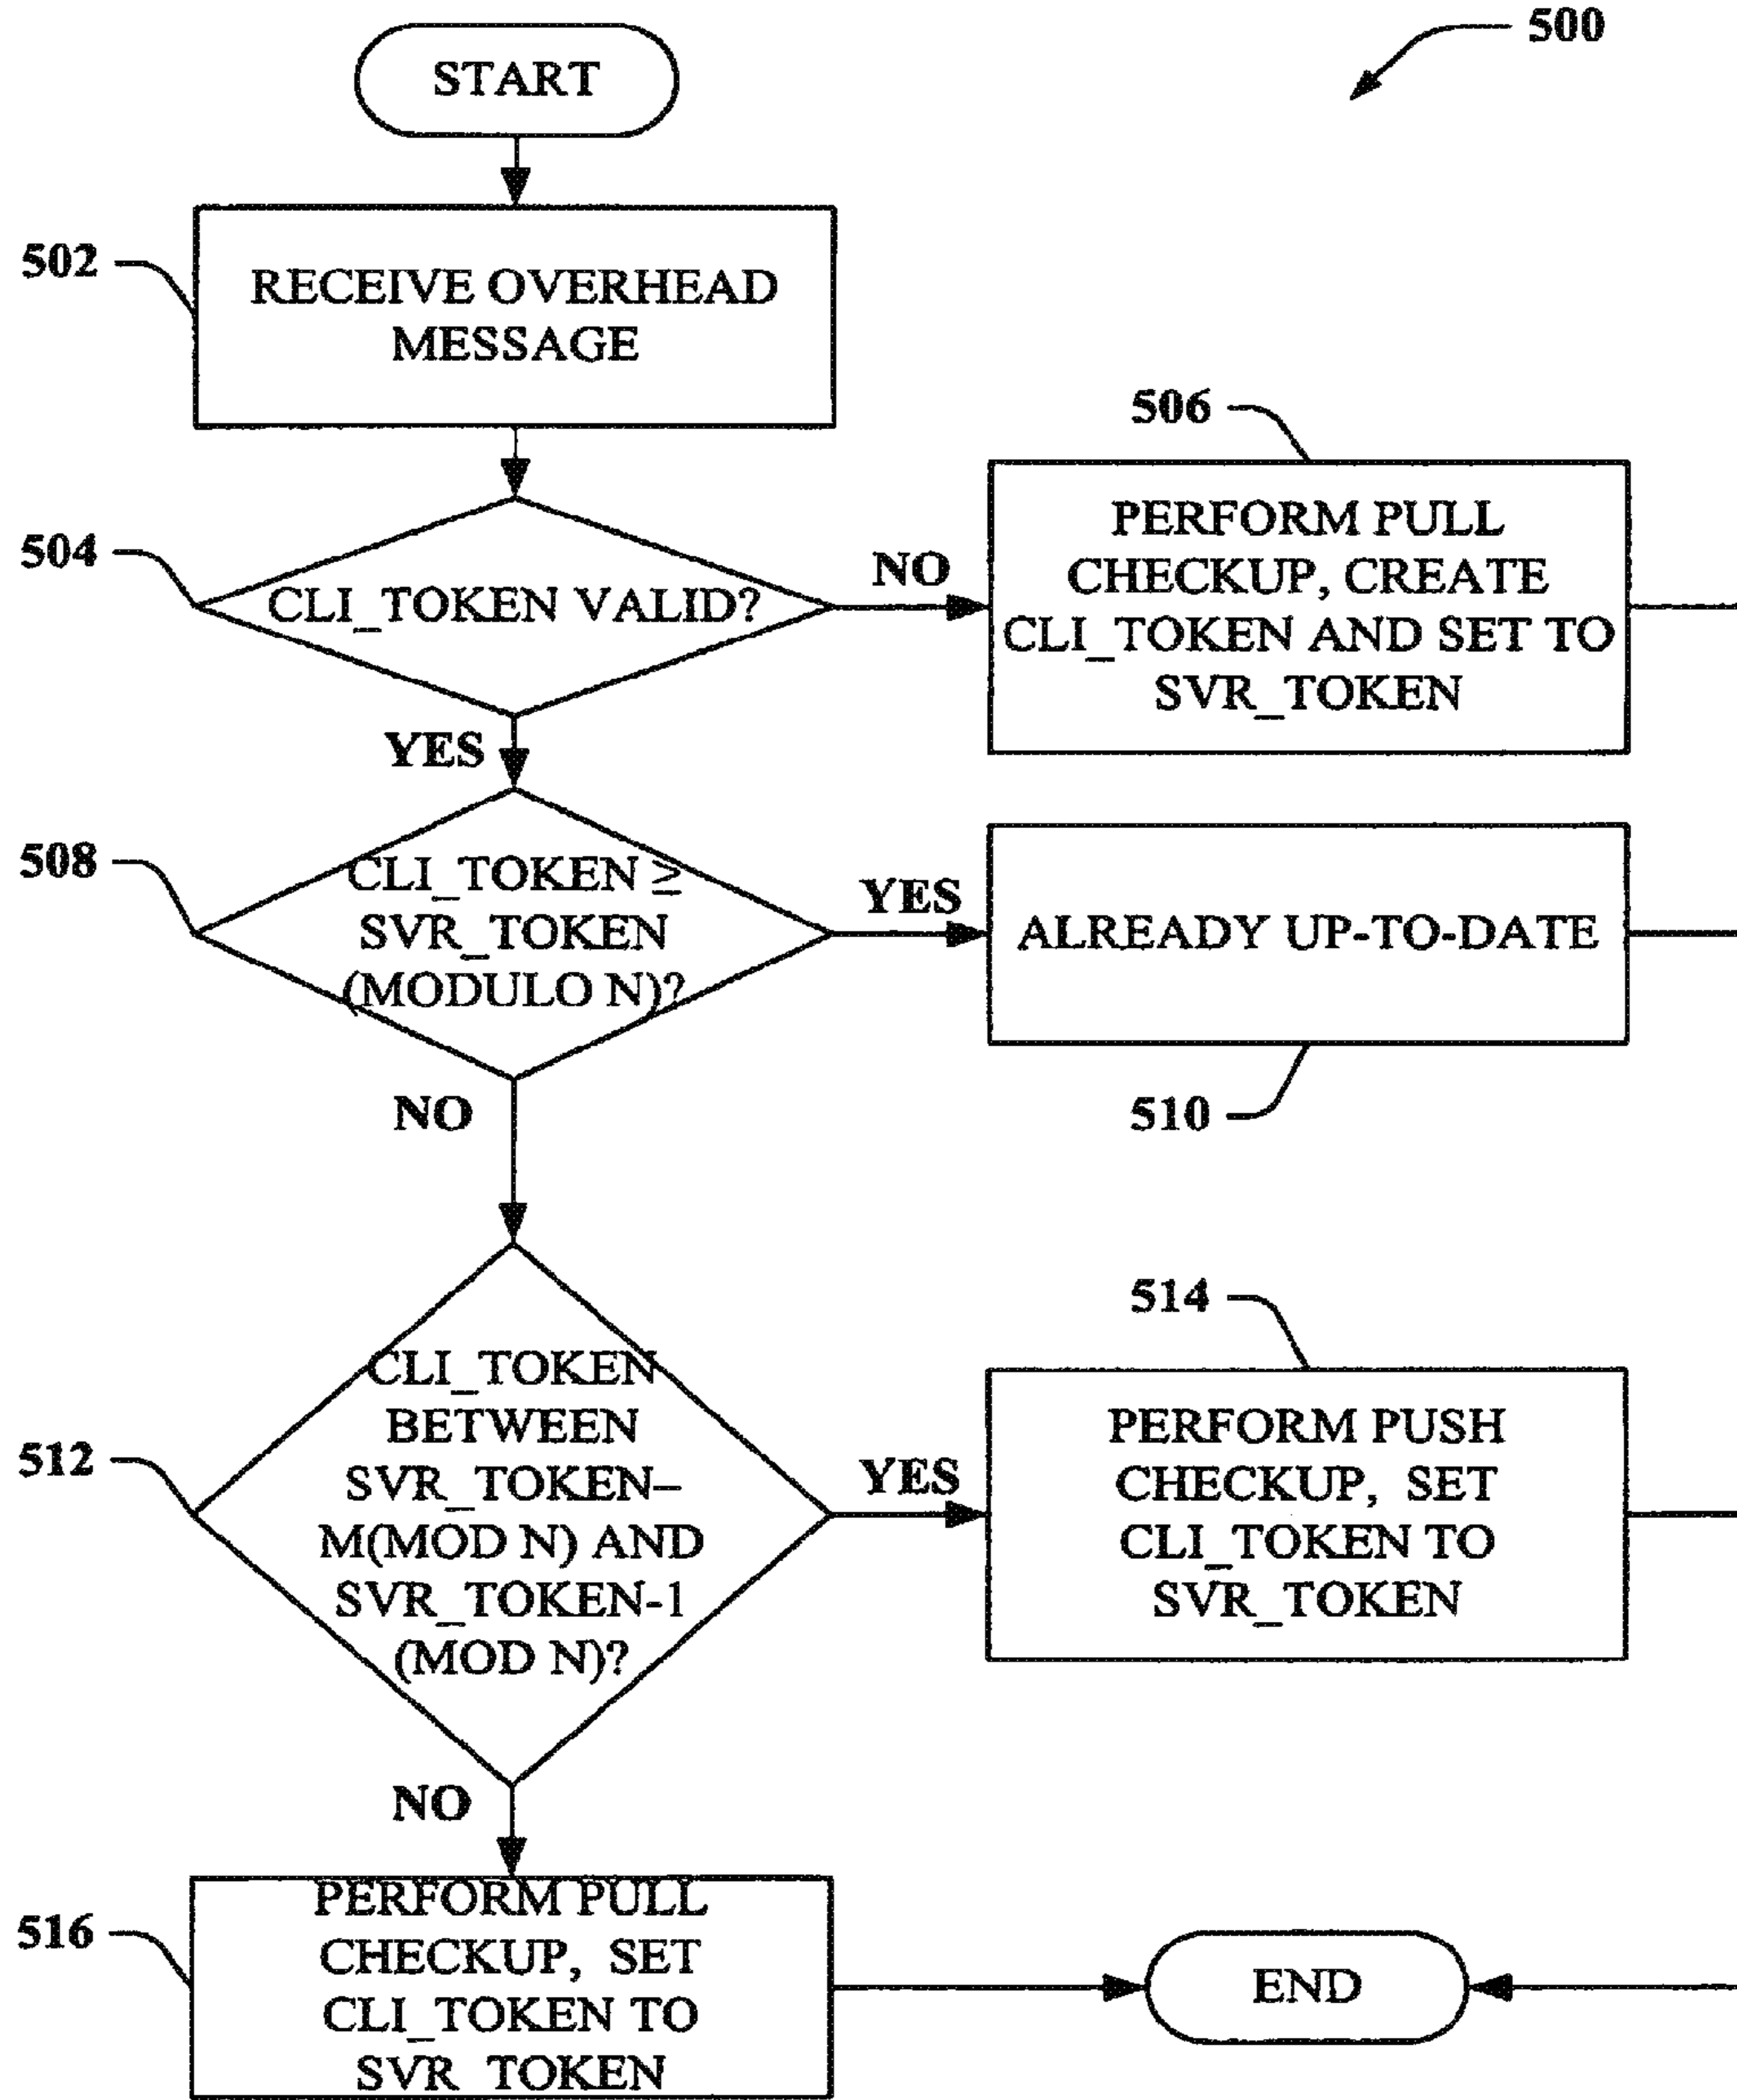 500
START
502
RECEIVE OVERHEAD
MESSAGE
504
CLI_TOKEN VALID?
NO
506
PERFORM PULL
CHECKUP, CREATE
CLI_TOKEN AND SET TO
SVR_TOKEN
YES
508
CLI_TOKEN ≥
SVR_TOKEN
(MODULO N)?
YES
ALREADY UP-TO-DATE
510
NO
512
CLI_TOKEN
BETWEEN
SVR_TOKEN–
M(MOD N) AND
SVR_TOKEN-1
(MOD N)?
YES
514
PERFORM PUSH
CHECKUP, SET
CLI_TOKEN TO
SVR_TOKEN
NO
516
PERFORM PULL
CHECKUP, SET
CLI_TOKEN TO
SVR_TOKEN
END